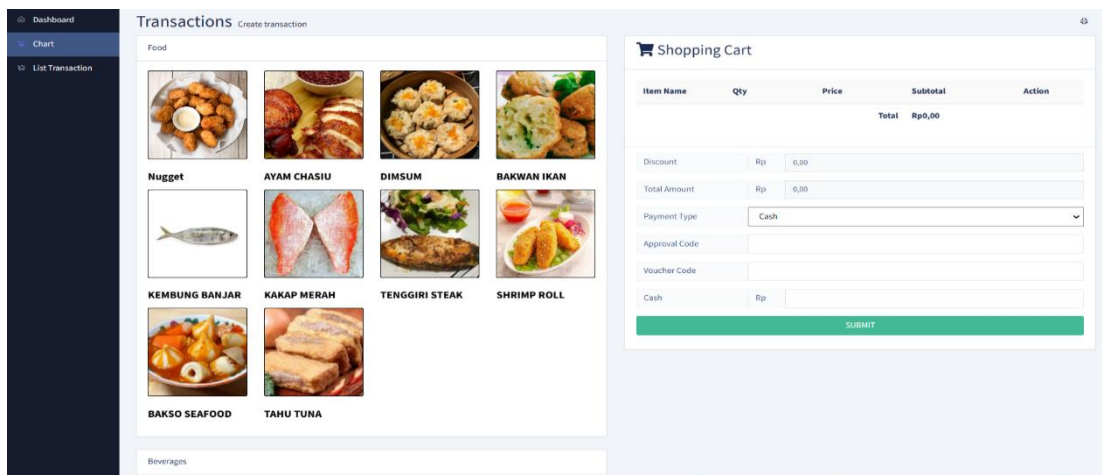 Dashboard
Chart
List Transaction
Transactions Create transaction
Food
Nugget
AYAM CHASIU
DIMSUM
BAKWAN IKAN
KEMBUNG BANJAR
KAKAP MERAH
TENGGIRI STEAK
SHRIMP ROLL
BAKSO SEAFOOD
TAHU TUNA
Beverages
Shopping Cart
Item Name Qty Price Subtotal Action
Total Rp0,00
Discount Rp 0,00
Total Amount Rp 0,00
Payment Type Cash
Approval Code
Voucher Code
Cash Rp
SUBMIT